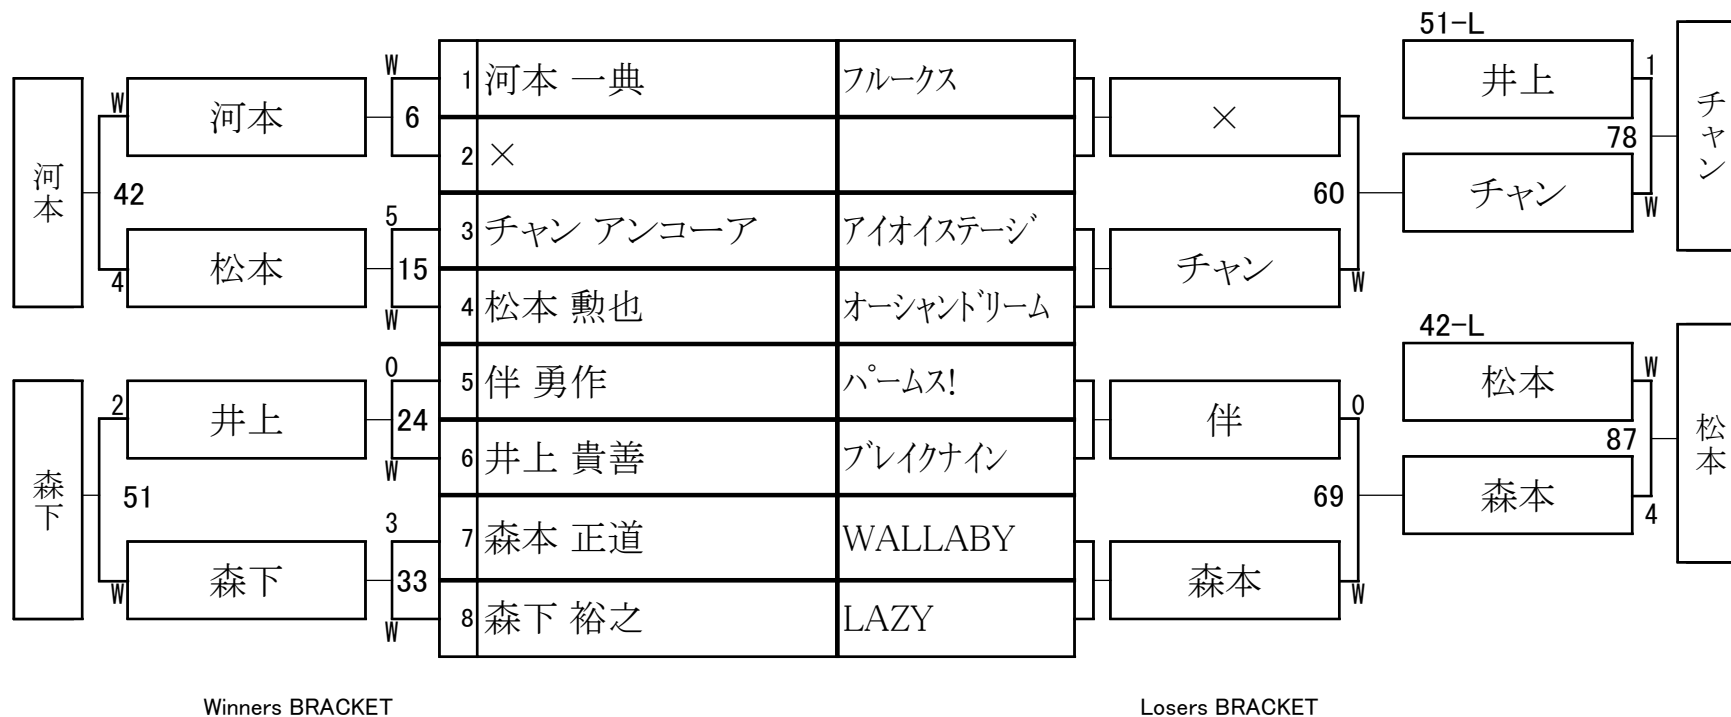 51-L
W
1 河本 一典 フルークス
1
井上
チャン
W
河本
6
×
78
2 ×
河本
42
60
チャン
W
5
3 チャン アンコーア アイオイステージ
松本
15
チャン
4
W
4 松本 勲也 オーシャンドリーム
W
42-L
0
5 伴 勇作 パームス!
松本
W
2
井上
24
伴
0
87
松本
6 井上 貴善 ブレイクナイン
W
森下
51
69
森本
4
3
7 森本 正道 WALLABY
森下
33
森本
W
W
8 森下 裕之 LAZY
W
Winners BRACKET
Losers BRACKET